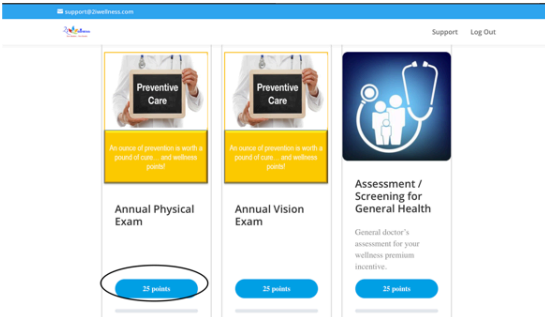 support@2iwellness.com
Support Log Out
Preventive
Care
An ounce of prevention is worth a
pound of cure... and wellness
points!
Annual Physical
Exam
25 points
Preventive
Care
An ounce of prevention is worth a
pound of cure... and wellness
points!
Annual Vision
Exam
25 points
Assessment /
Screening for
General Health
General doctor's
assessment for your
wellness premium
incentive.
25 points